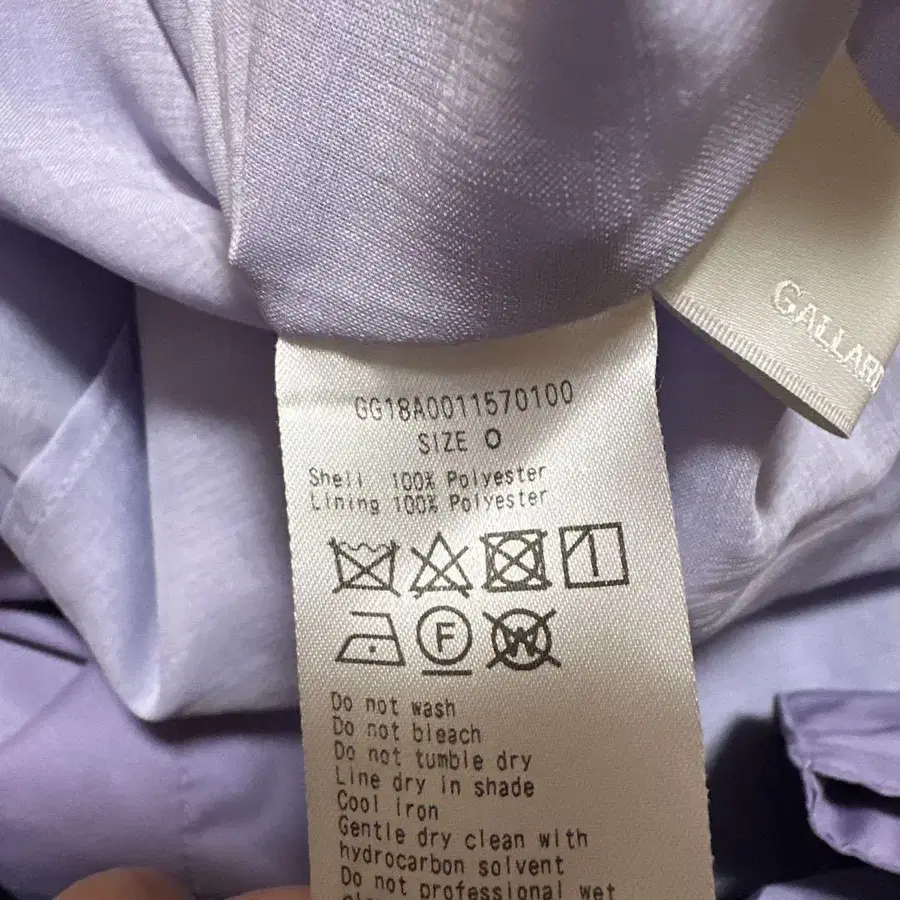 GALLARD
GG18A0011570100
SIZE 0
Shell 100% Polyester
Lining 100% Polyester
F
W
Do not wash
Do not bleach
Do not tumble dry
Line dry in shade
Cool iron
Gentle dry clean with
hydrocarbon solvent
Do not professional wet